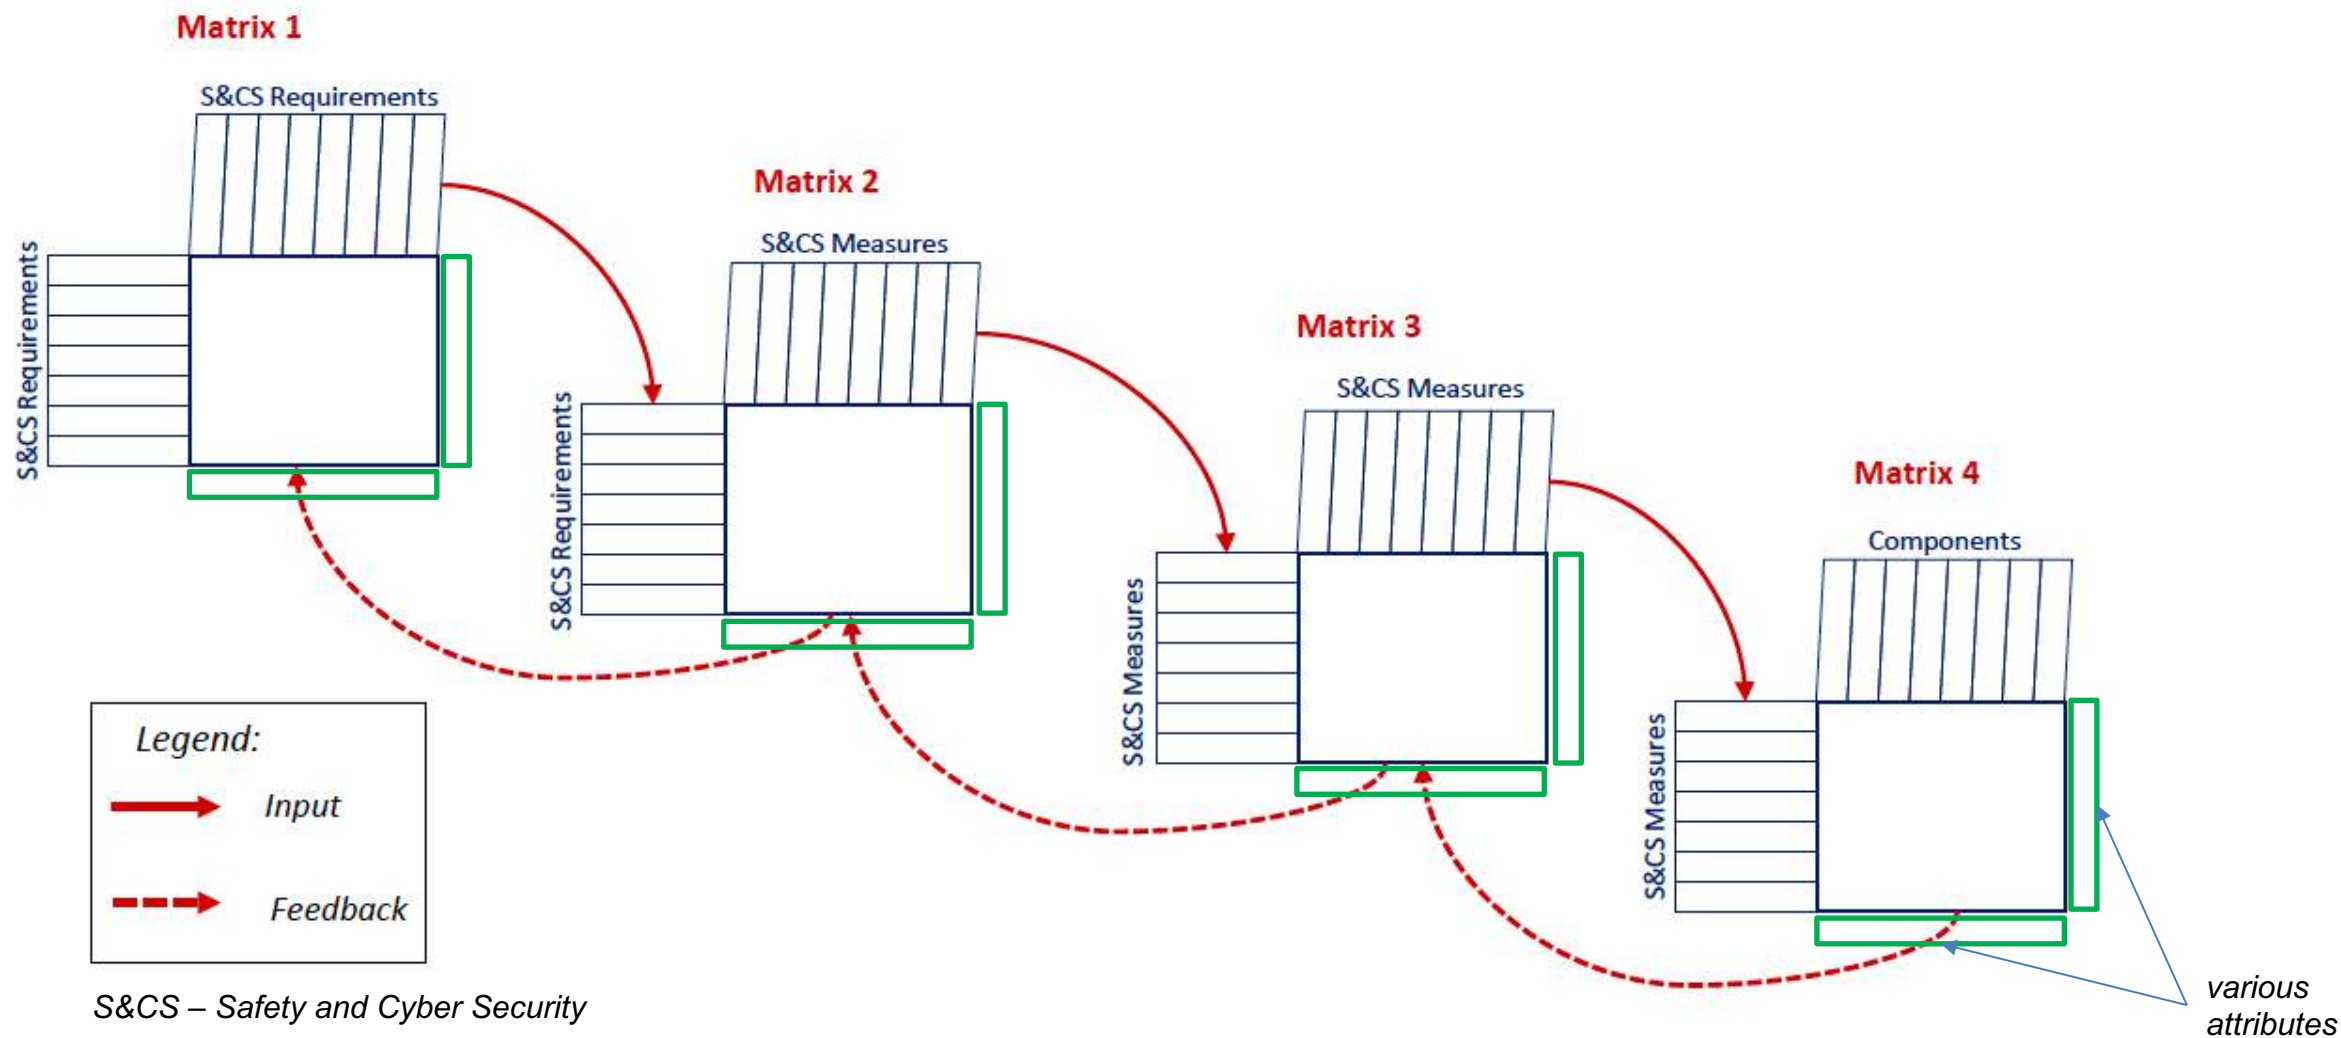 Matrix 1
S&CS Requirements
S&CS Requirements
Matrix 2
S&CS Measures
S&CS Requirements
Matrix 3
S&CS Measures
S&CS Measures
Matrix 4
Components
S&CS Measures
Legend:
Input
Feedback
S&CS – Safety and Cyber Security
various
attributes